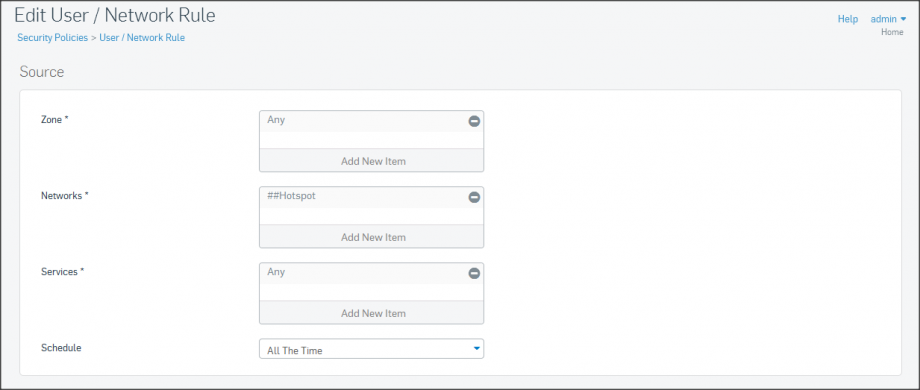 Edit User / Network Rule
Help admin
Security Policies > User / Network Rule
Home
Source
Zone *
Any
Add New Item
Networks *
##Hotspot
Add New Item
Services *
Any
Add New Item
Schedule
All The Time